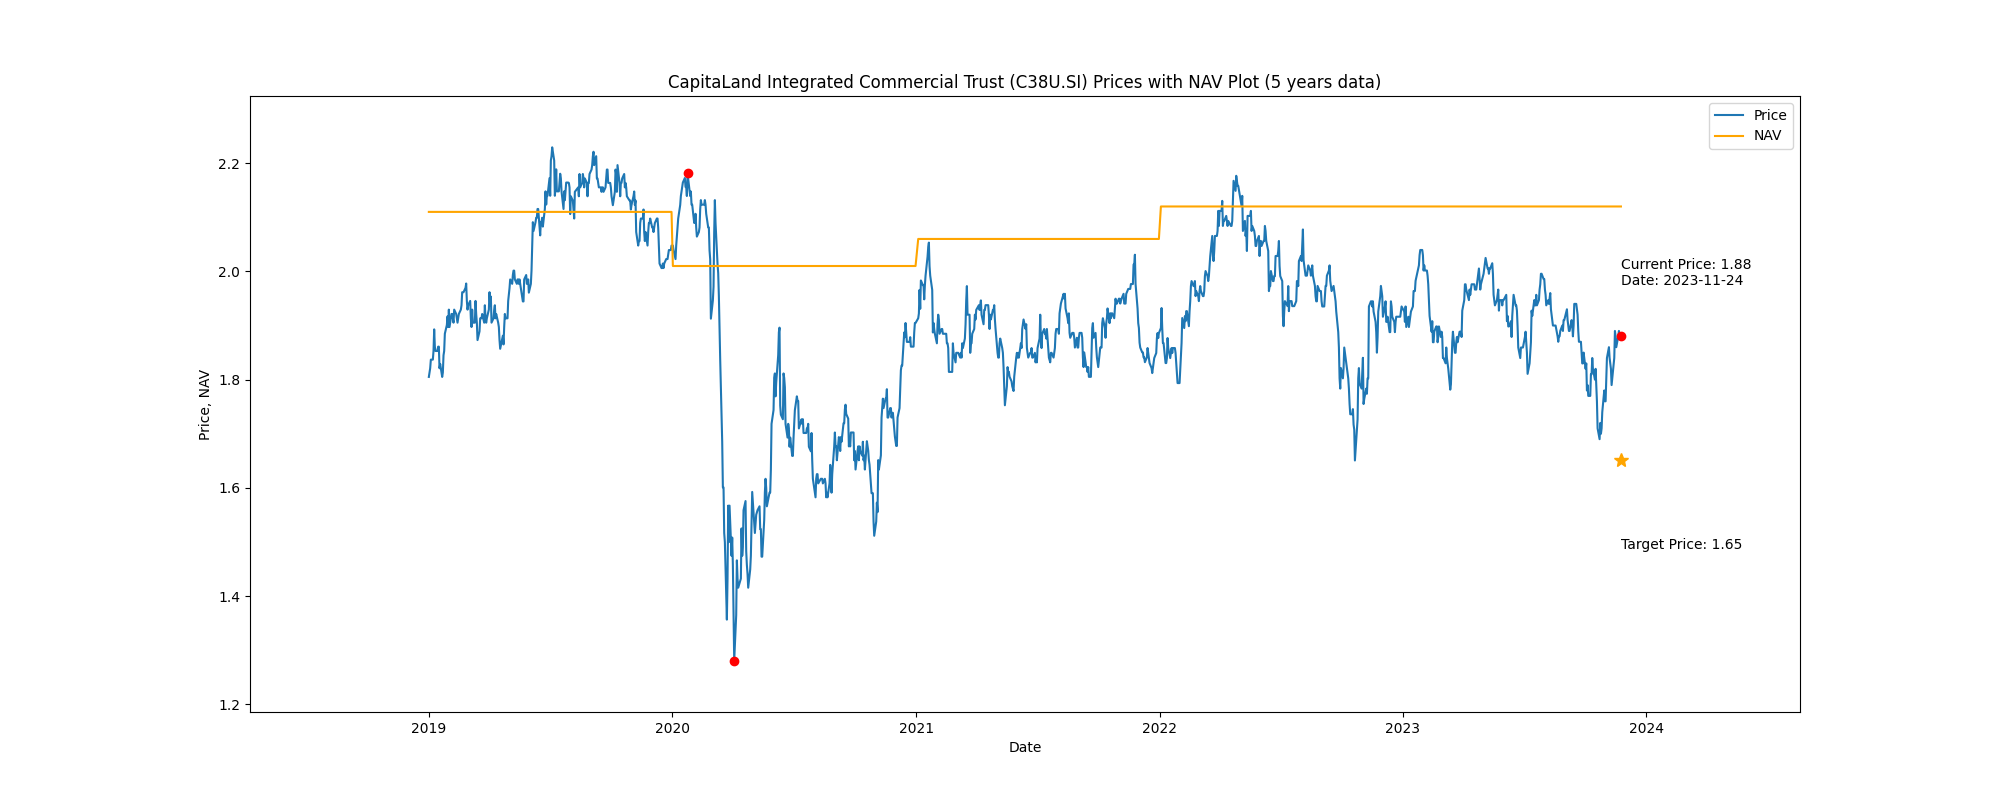 CapitaLand Integrated Commercial Trust (C38U.SI) Prices with NAV Plot (5 years data)
Price
NAV
2.2
2.0
1.8
1.6
1.4
1.2
Price, NAV
Current Price: 1.88
Date: 2023-11-24
Target Price: 1.65
2019
2020
2021
2022
2023
2024
Date